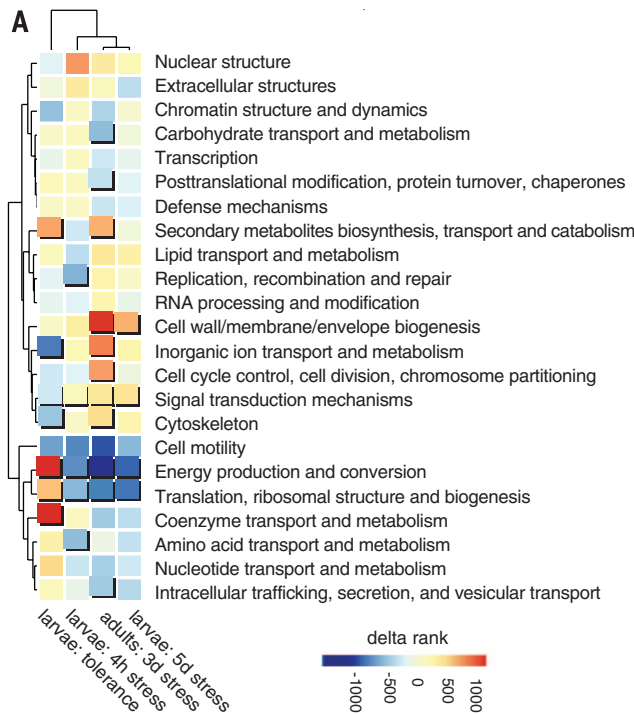 A
Nuclear structure
Extracellular structures
Chromatin structure and dynamics
Carbohydrate transport and metabolism
Transcription
Posttranslational modification, protein turnover, chaperones
Defense mechanisms
Secondary metabolites biosynthesis, transport and catabolism
Lipid transport and metabolism
Replication, recombination and repair
RNA processing and modification
Cell wall/membrane/envelope biogenesis
Inorganic ion transport and metabolism
Cell cycle control, cell division, chromosome partitioning
Signal transduction mechanisms
Cytoskeleton
Cell motility
Energy production and conversion
Translation, ribosomal structure and biogenesis
Coenzyme transport and metabolism
Amino acid transport and metabolism
Nucleotide transport and metabolism
Intracellular trafficking, secretion, and vesicular transport
larvae: tolerance
larvae: 4h stress
adults: 3d stress
larvae: 5d stress
delta rank
-1000
-500
0
500
1000